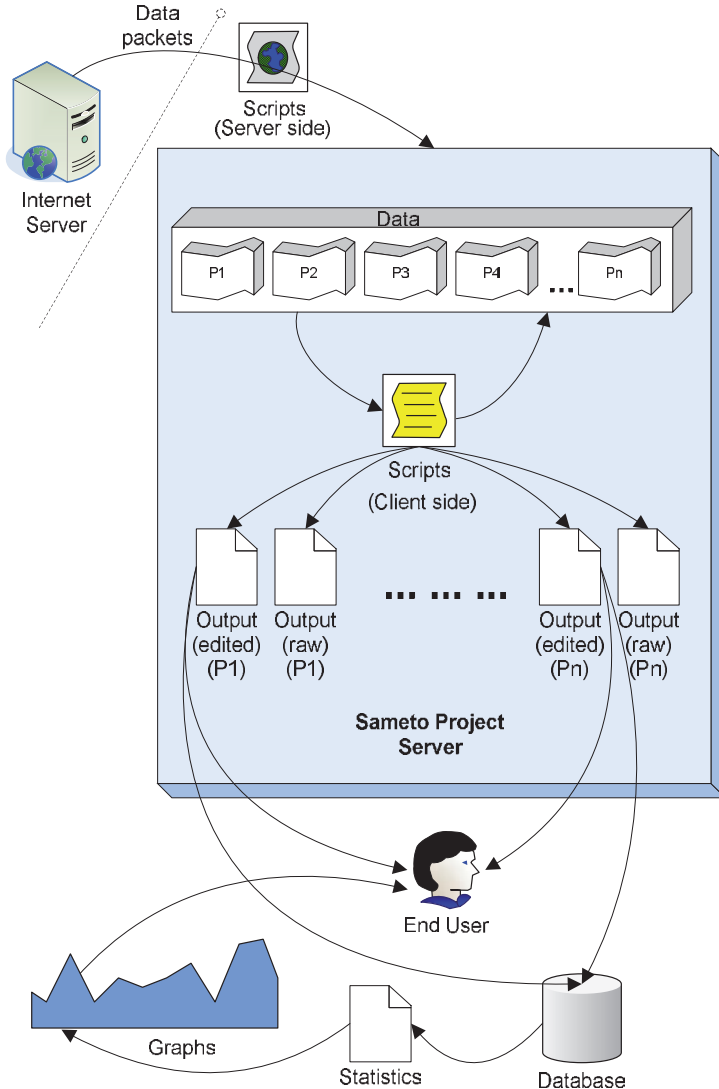 Data
packets
Scripts
(Server side)
Internet
Server
Data
P1
P2
P3
P4
...
Pn
Scripts
(Client side)
... ... ...
Output
(edited)
(P1)
Output
(raw)
(P1)
Output
(edited)
(Pn)
Output
(raw)
(Pn)
Sameto Project
Server
End User
Graphs
Statistics
Database